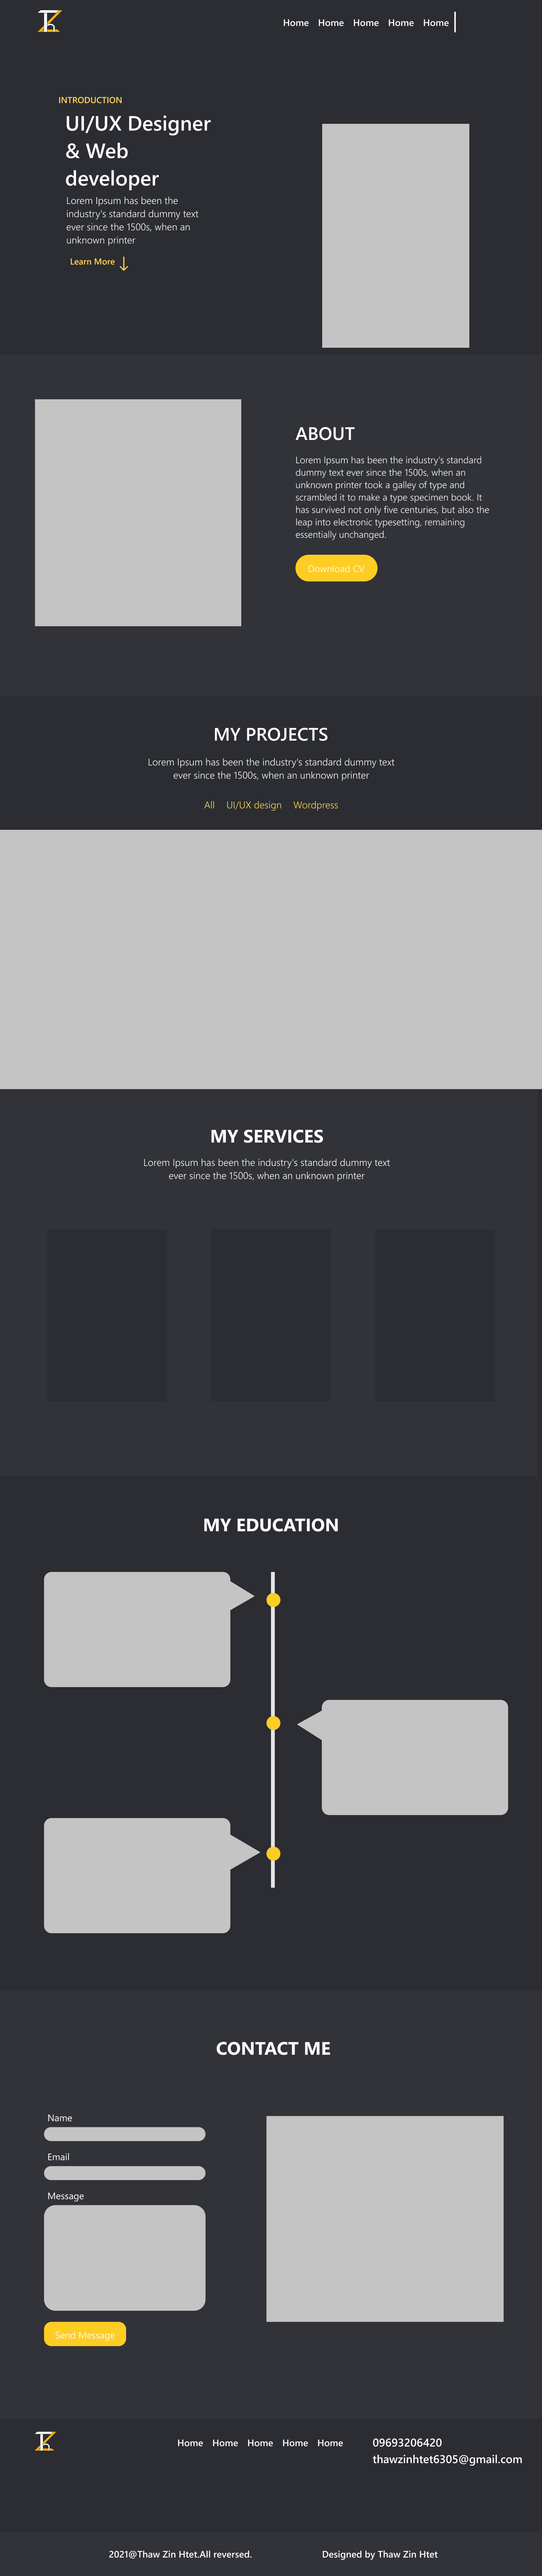 Home Home Home Home Home
INTRODUCTION
UI/UX Designer
& Web
developer
Lorem Ipsum has been the
industry's standard dummy text
ever since the 1500s, when an
unknown printer
Learn More
ABOUT
Lorem Ipsum has been the industry's standard
dummy text ever since the 1500s, when an
unknown printer took a galley of type and
scrambled it to make a type specimen book. It
has survived not only five centuries, but also the
leap into electronic typesetting, remaining
essentially unchanged.
Download CV
MY PROJECTS
Lorem Ipsum has been the industry's standard dummy text
ever since the 1500s, when an unknown printer
All UI/UX design Wordpress
MY SERVICES
Lorem Ipsum has been the industry's standard dummy text
ever since the 1500s, when an unknown printer
MY EDUCATION
CONTACT ME
Name
Email
Message
Send Message
Home Home Home Home Home
09693206420
thawzinhtet6305@gmail.com
2021@Thaw Zin Htet.All reversed.
Designed by Thaw Zin Htet